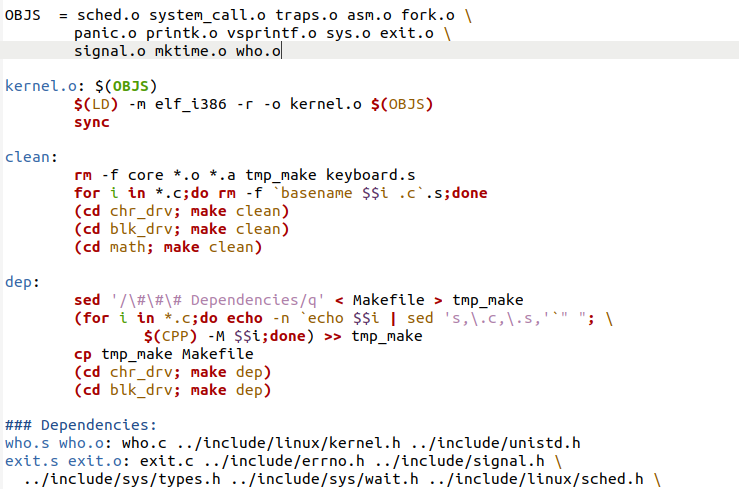 OBJS  = sched.o system_call.o traps.o asm.o fork.o \
        panic.o printk.o vsprintf.o sys.o exit.o \
        signal.o mktime.o who.o
kernel.o: $(OBJS)
        $(LD) -m elf_i386 -r -o kernel.o $(OBJS)
        sync
clean:
        rm -f core *.o *.a tmp_make keyboard.s
        for i in *.c;do rm -f `basename $$i .c`.s;done
        (cd chr_drv; make clean)
        (cd blk_drv; make clean)
        (cd math; make clean)
dep:
        sed '/\#\#\# Dependencies/q' < Makefile > tmp_make
        (for i in *.c;do echo -n `echo $$i | sed 's,\.c,\.s,'`" "; \
                $(CPP) -M $$i;done) >> tmp_make
        cp tmp_make Makefile
        (cd chr_drv; make dep)
        (cd blk_drv; make dep)
### Dependencies:
who.s who.o: who.c ../include/linux/kernel.h ../include/unistd.h
exit.s exit.o: exit.c ../include/errno.h ../include/signal.h \
  ../include/sys/types.h ../include/sys/wait.h ../include/linux/sched.h \